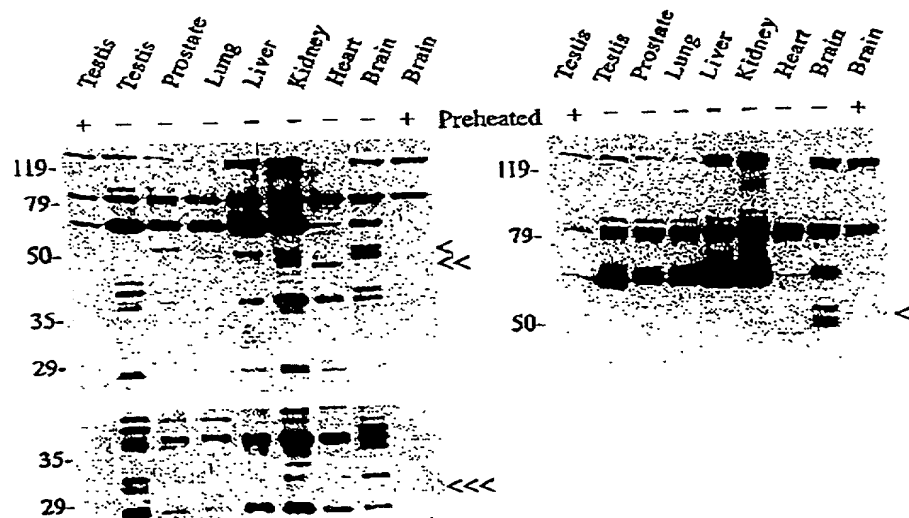 Testis Testis Prostate Lung Liver Kidney Heart Brain Brain
+ - - - - - - - +
Preheated
119-
79-
50-
<
<<
35-
29-
35-
<<<
29-
Testis Testis Prostate Lung Liver Kidney Heart Brain Brain
+ - - - - - - - +
119-
79-
50-
<